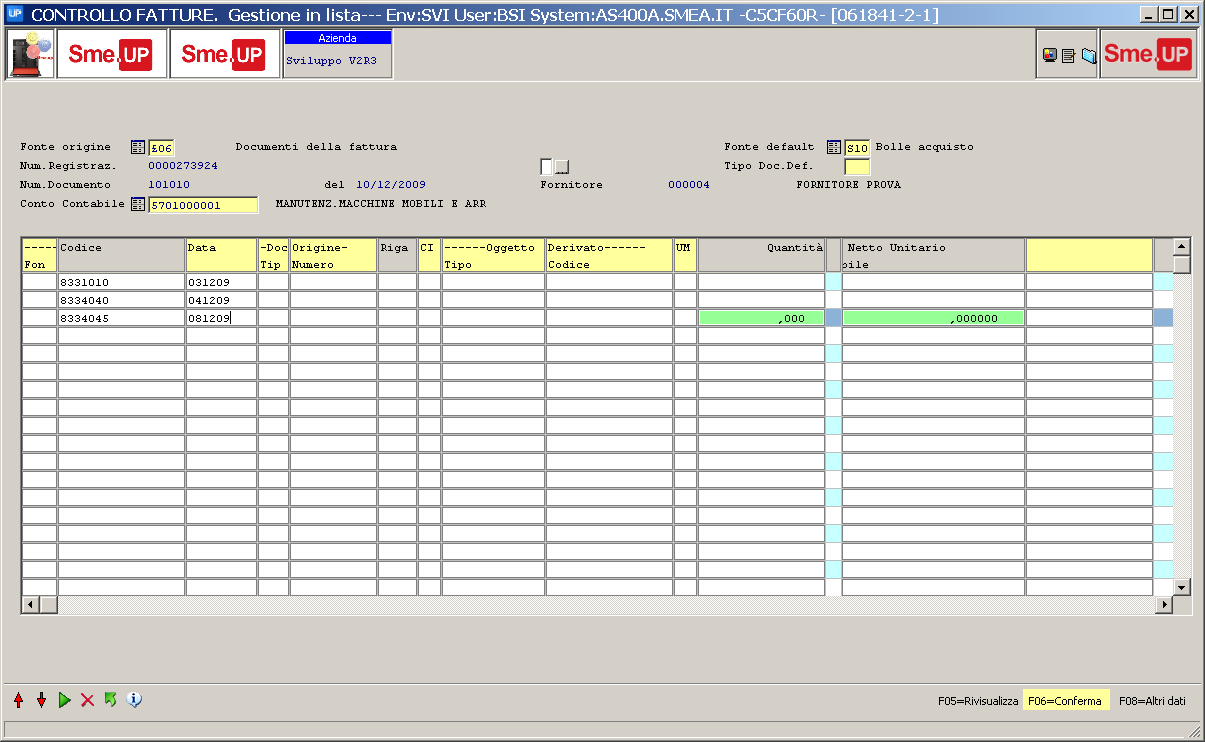 UP CONTROLLO FATTURE. Gestione in lista--- Env:SVI User:BSI System:AS400A.SMEA.IT -C5CF60R- [061841-2-1]
Sme.UP Sme.UP Azienda Sme.UP
Sviluppo V2R3
Fonte origine £06 Documenti della fattura Fonte default S10 Bolle acquisto
Num.Registraz. 0000273924 Tipo Doc.Def.
Num.Documento 101010 del 10/12/2009 Fornitore 000004 FORNITORE PROVA
Conto Contabile 5701000001 MANUTENZ.MACCHINE MOBILI E ARR
----- Codice Data -Doc Origine- Riga CI ------Oggetto Derivato------ UM Quantità Netto Unitario
Fon Tip Numero Tipo Codice pile
8331010 031209
8334040 041209
8334045 081209 ,000 ,000000
F05=Rivisualizza F06=Conferma F08=Altri dati